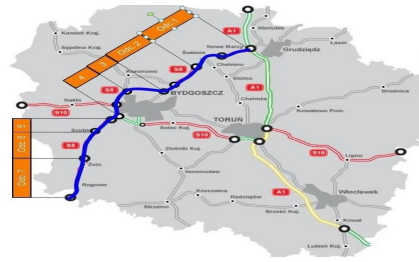 Odc. 1
Odc. 2
3
4
A1
Warlubie
Kamień Kraj.
Nowe Marzy
Łasin
Grudziądz
Sępólno Kraj.
Świecie
Koronowo
S5
Chełmno
A1
Stolno
Brodnica
S5
BYDGOSZCZ
Chełmża
Nakło
Kowalewo Pom.
S10
TORUŃ
5
Szubin
Solec Kuj.
S10
S10
Odc. 6
Lipno
S5
Złotniki Kuj.
Żnin
Inowrocław
Odc. 7
Włocławek
Rogowo
Kruszwica
Radziejów
A1
Strzelno
Brześć Kuj.
Kowal
Lubień Kuj.